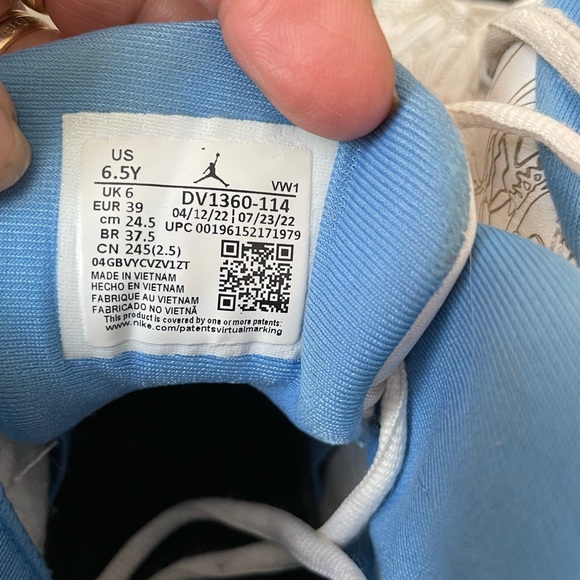 US
6.5Y
UK 6
EUR 39
cm 24.5
BR 37.5
CN 245(2.5)
VW1
DV1360-114
04/12/22 | 07/23/22
UPC 00196152171979
04GBVYCVZV1ZT
MADE IN VIETNAM
HECHO EN VIETNAM
FABRIQUE AU VIETNAM
FABRICADO NO VIETNÃ
This product is covered by one or more patents:
www.nike.com/patentsvirtualmarking